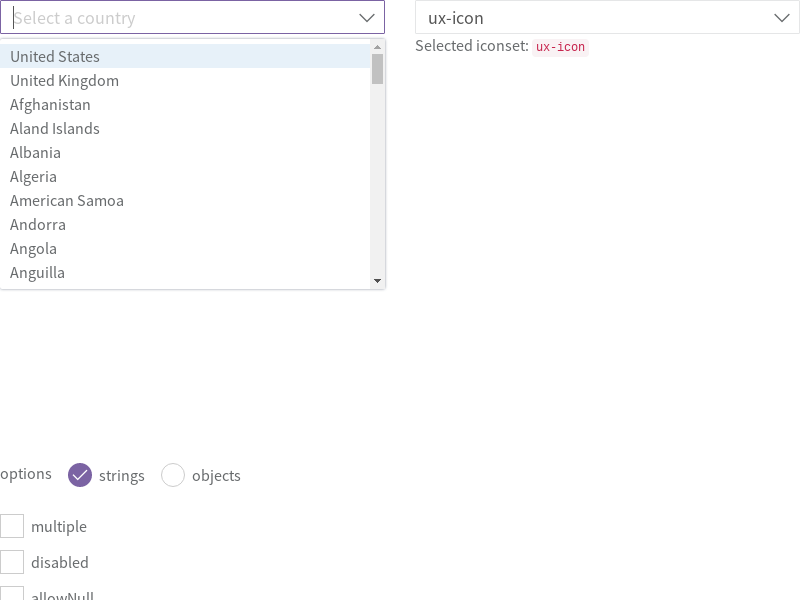 Select a country
ux-icon
Selected iconset: ux-icon
United States
United Kingdom
Afghanistan
Aland Islands
Albania
Algeria
American Samoa
Andorra
Angola
Anguilla
options strings objects
multiple
disabled
allowNull